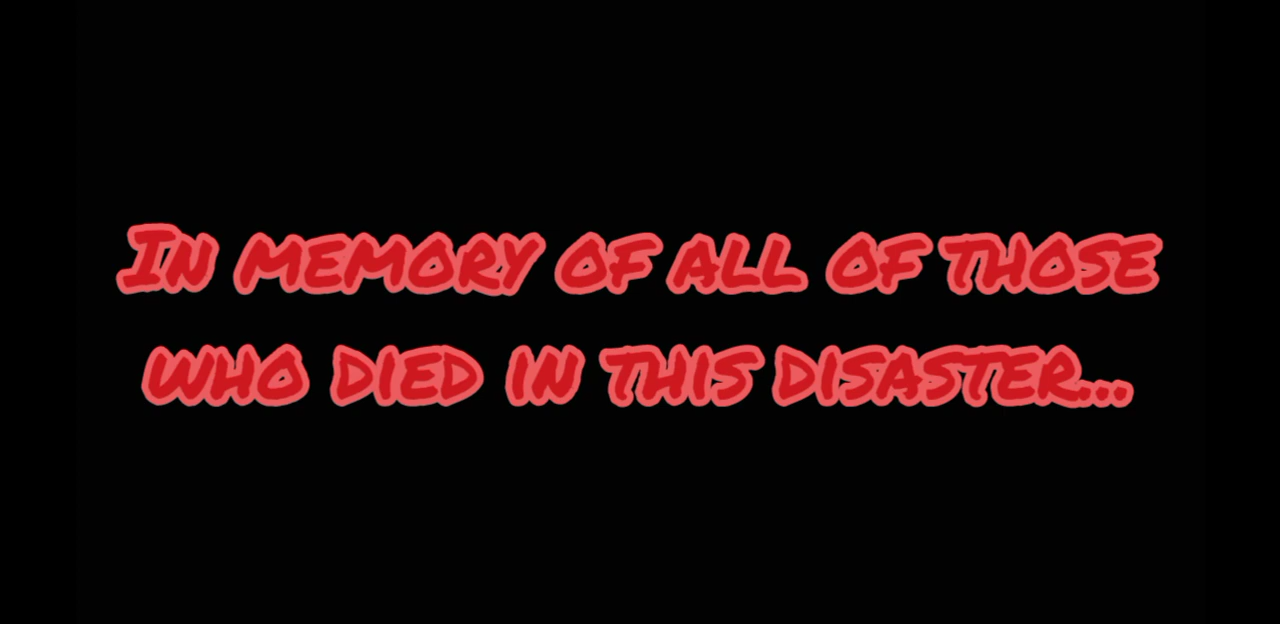 In memory of all of those
who died in this disaster...